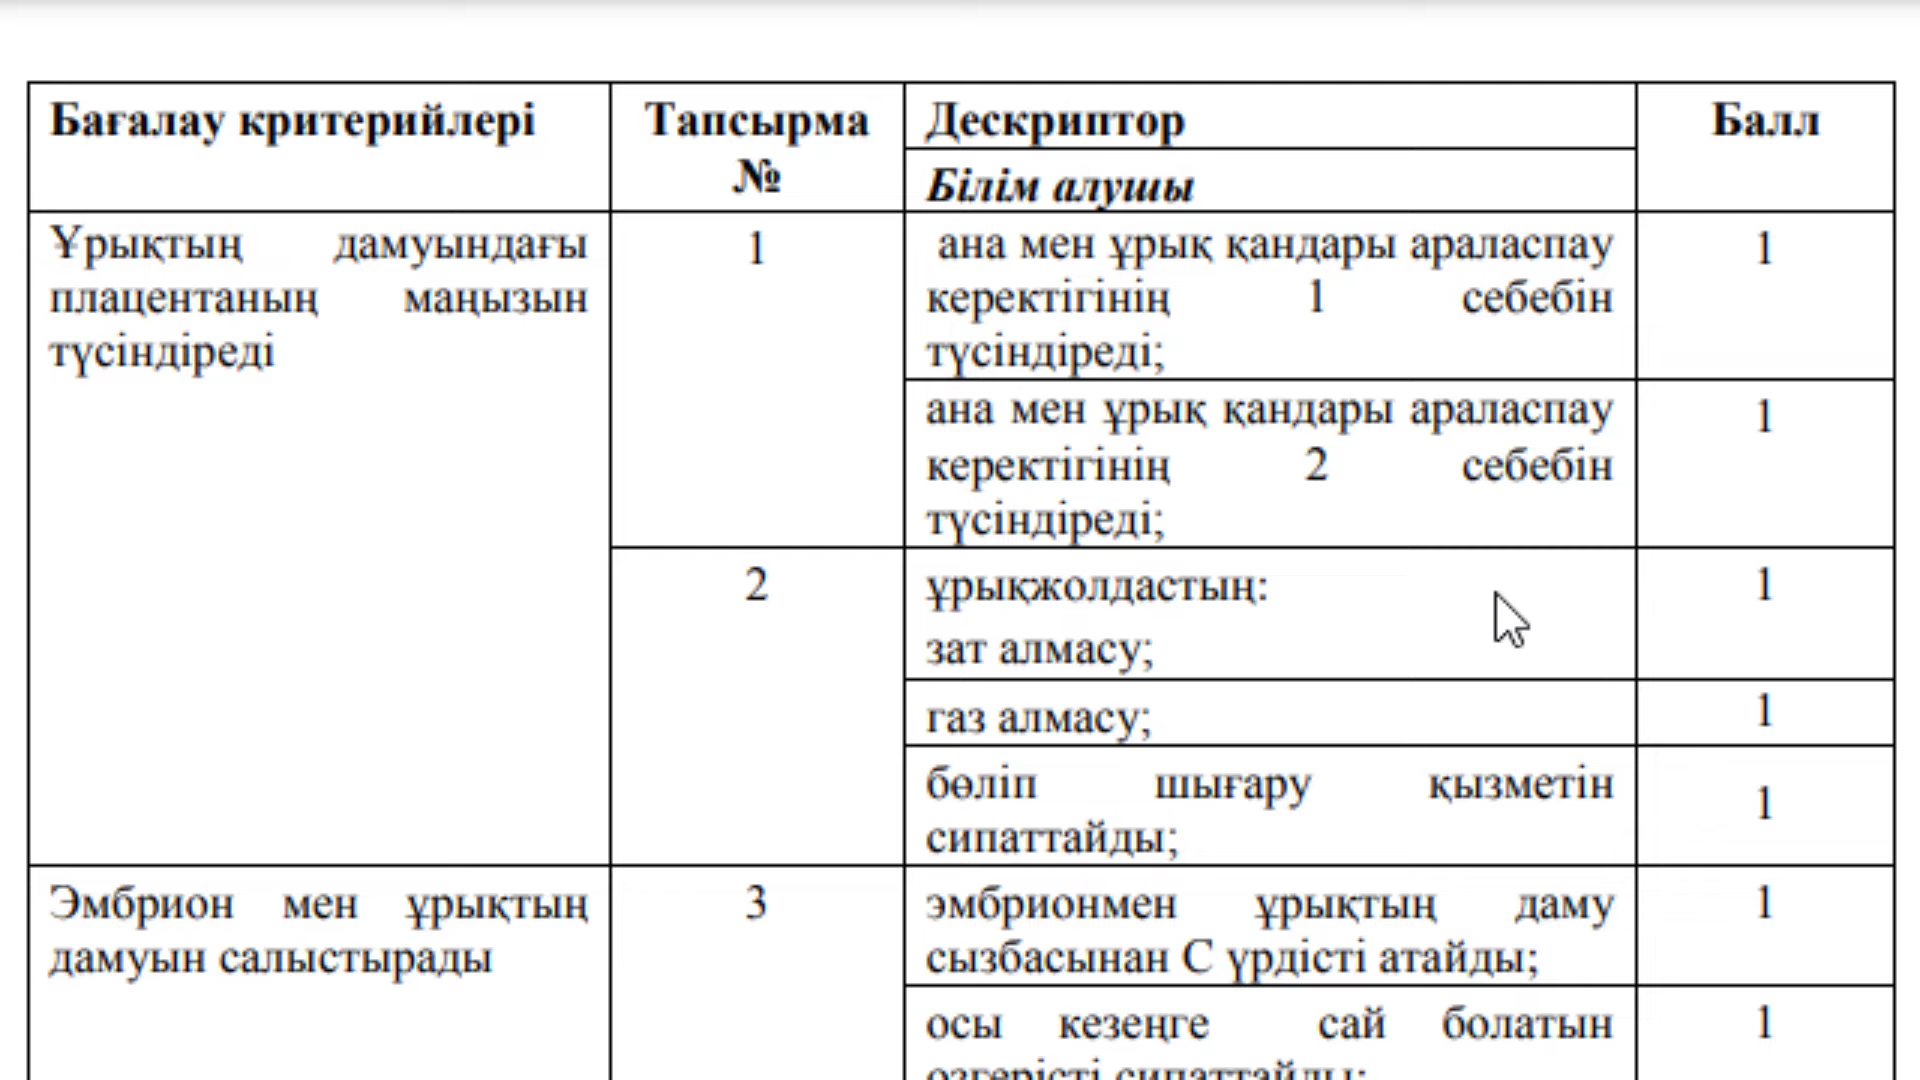 Бағалау критерийлері
Тапсырма
№
Дескриптор
Білім алушы
Балл
Ұрықтың дамуындағы
плацентаның маңызын
түсіндіреді
1
ана мен ұрық қандары араласпау
керектігінің 1 себебін
түсіндіреді;
1
ана мен ұрық қандары араласпау
керектігінің 2 себебін
түсіндіреді;
1
2
ұрықжолдастың:
зат алмасу;
1
газ алмасу;
1
бөліп шығару қызметін
сипаттайды;
1
Эмбрион мен ұрықтың
дамуын салыстырады
3
эмбрионмен ұрықтың даму
сызбасынан С үрдісті атайды;
1
осы кезеңге сай болатын
өзгерісті сипаттайды;
1